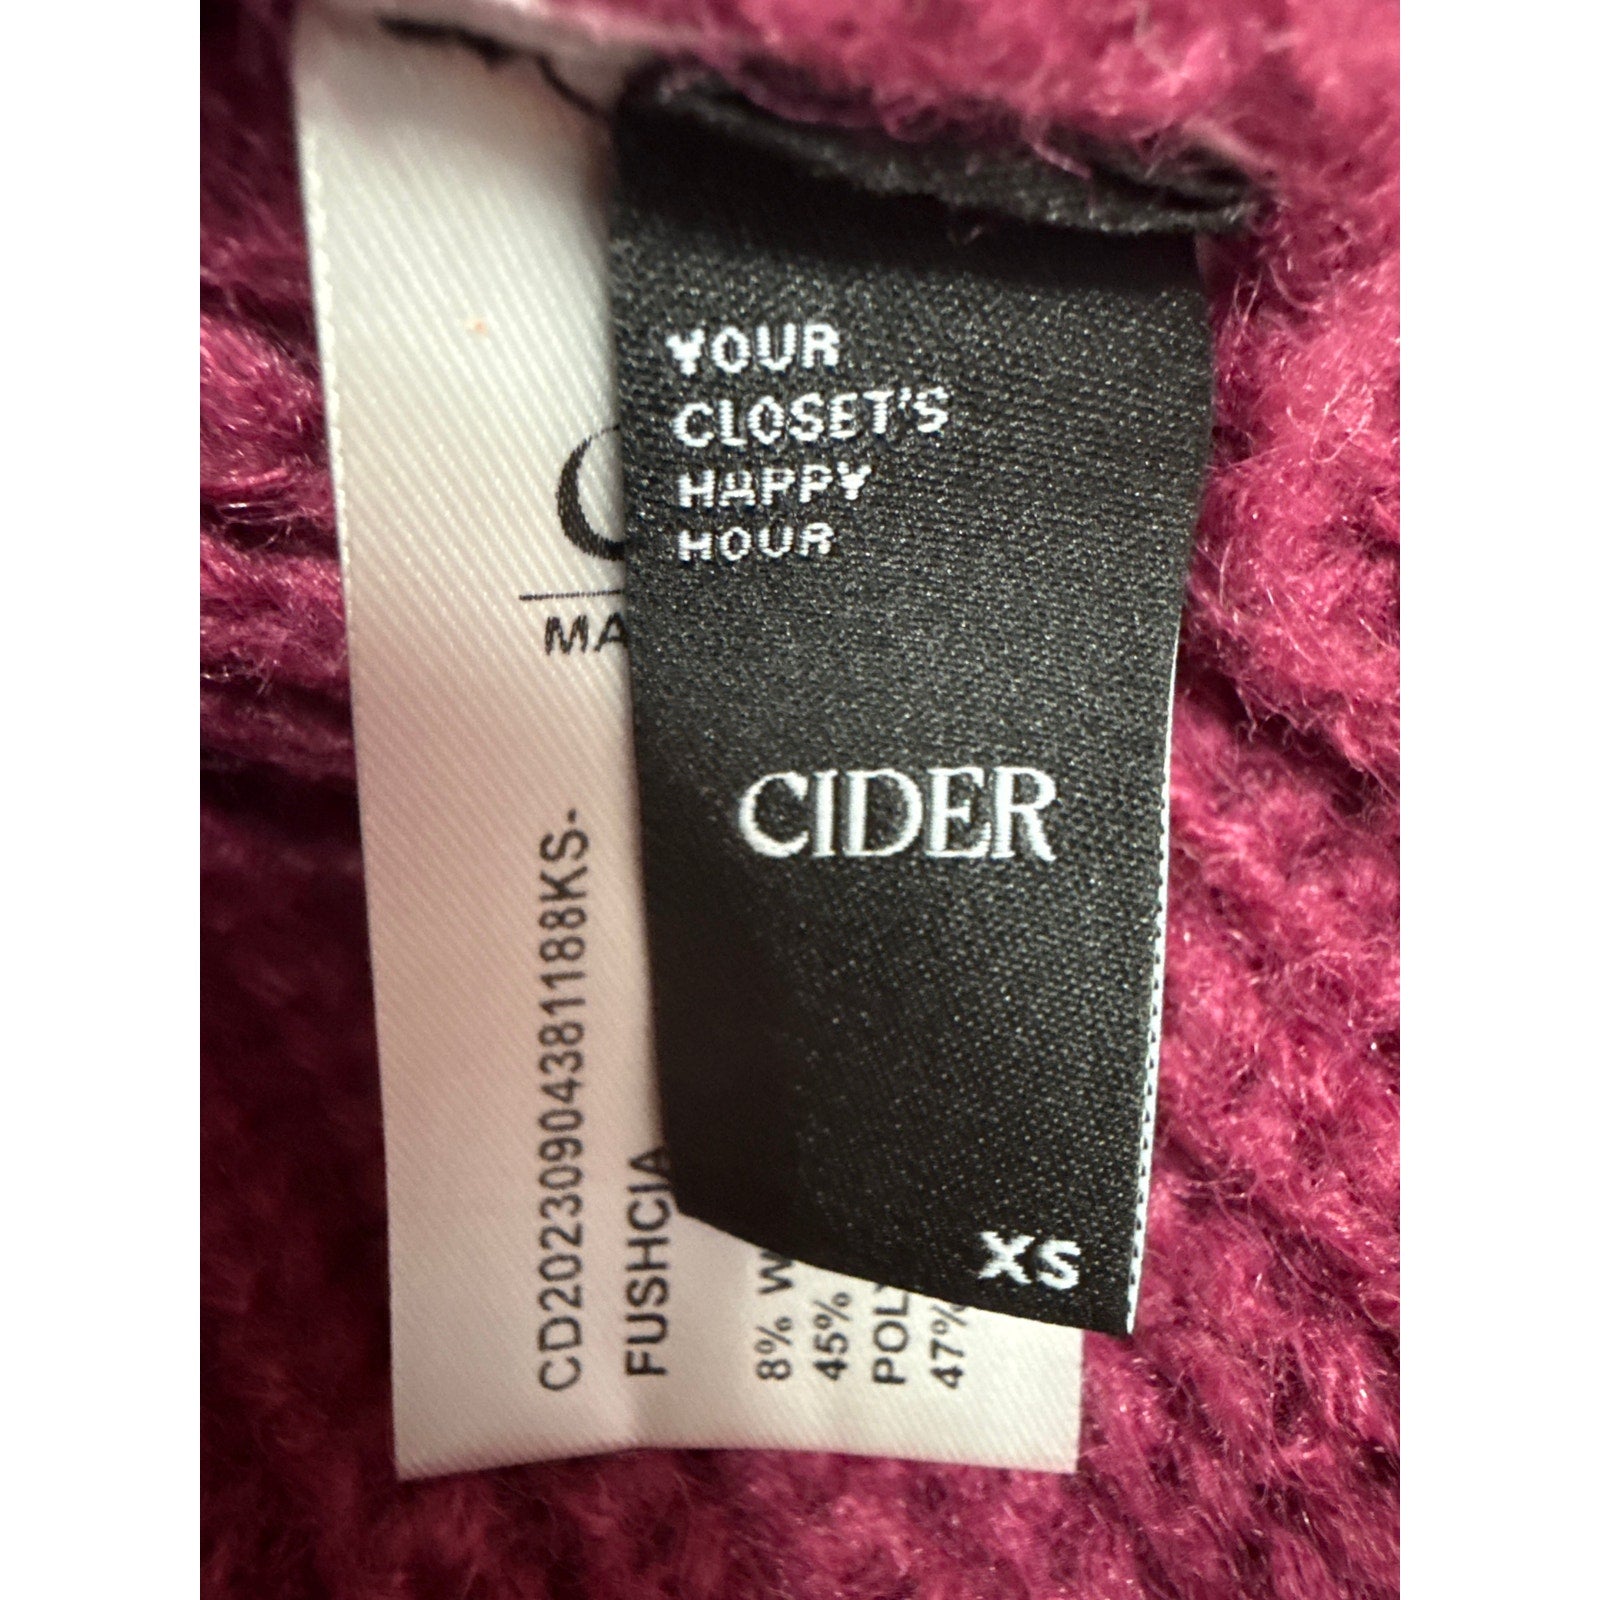 YOUR
CLOSET'S
HAPPY
HOUR
CIDER
XS
MA
CD20230904381188KS-
FUSHCIA
8% W
45%
POL
47%